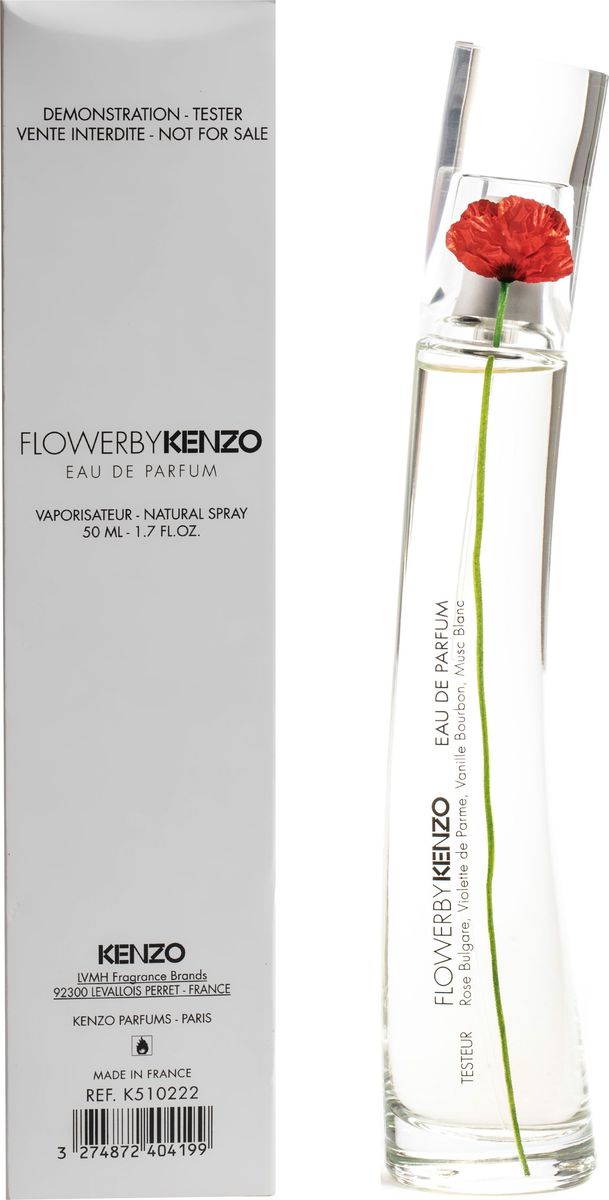 DEMONSTRATION - TESTER
VENTE INTERDITE - NOT FOR SALE
FLOWERBYKENZO
EAU DE PARFUM
VAPORISATEUR - NATURAL SPRAY
50 ML - 1.7 FL.OZ.
KENZO
LVMH Fragrance Brands
92300 LEVALLOIS PERRET - FRANCE
KENZO PARFUMS - PARIS
MADE IN FRANCE
REF. K510222
3 274872 404199
TESTEUR FLOWERBYKENZO EAU DE PARFUM
Rose Bulgare, Violette de Parme, Vanille Bourbon, Musc Blanc